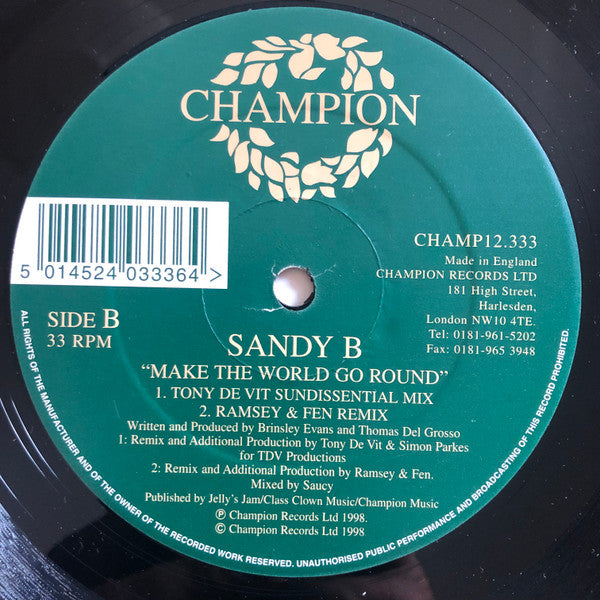 CHAMPION
CHAMP12.333
Made in England
CHAMPION RECORDS LTD
181 High Street,
Harlesden,
London NW10 4TE.
Tel: 0181-961-5202
Fax: 0181-965 3948
5 014524 033364 >
SIDE B
33 RPM
SANDY B
“MAKE THE WORLD GO ROUND”
1. TONY DE VIT SUNDISSENTIAL MIX
2. RAMSEY & FEN REMIX
Written and Produced by Brinsley Evans and Thomas Del Grosso
1: Remix and Additional Production by Tony De Vit & Simon Parkes
for TDV Productions
2: Remix and Additional Production by Ramsey & Fen.
Mixed by Saucy
Published by Jelly's Jam/Class Clown Music/Champion Music
℗ Champion Records Ltd 1998.
© Champion Records Ltd 1998.
ALL RIGHTS OF THE MANUFACTURER AND OF THE OWNER OF THE RECORDED WORK RESERVED. UNAUTHORISED PUBLIC PERFORMANCE AND BROADCASTING OF THIS RECORD PROHIBITED.